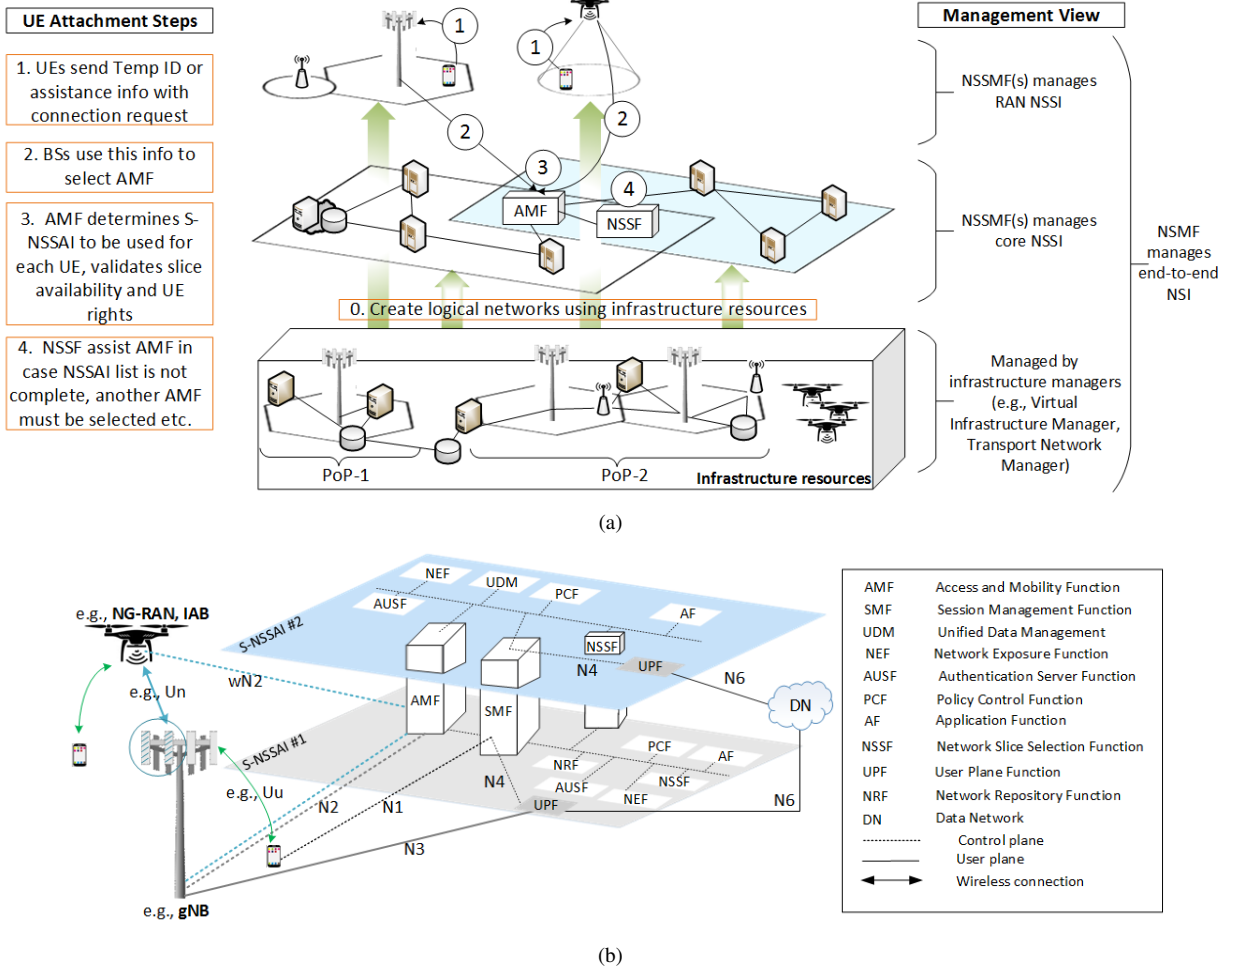 UE Attachment Steps
1. UEs send Temp ID or
assistance info with
connection request
2. BSs use this info to
select AMF
3. AMF determines S-
NSSAI to be used for
each UE, validates slice
availability and UE
rights
4. NSSF assist AMF in
case NSSAI list is not
complete, another AMF
must be selected etc.
1
1
2
2
3
4
AMF
NSSF
0. Create logical networks using infrastructure resources
PoP-1
PoP-2
Infrastructure resources
Management View
NSSMF(s) manages
RAN NSSI
NSSMF(s) manages
core NSSI
Managed by
infrastructure managers
(e.g., Virtual
Infrastructure Manager,
Transport Network
Manager)
NSMF
manages
end-to-end
NSI
(a)
e.g., NG-RAN, IAB
e.g., Un
e.g., Uu
e.g., gNB
S-NSSAI #2
NEF
UDM
PCF
AUSF
AF
NSSF
UPF
N4
N6
wN2
DN
AMF
SMF
S-NSSAI #1
PCF
AF
NRF
NSSF
AUSF
NEF
N4
UPF
N6
N2
N1
N3
AMF Access and Mobility Function
SMF Session Management Function
UDM Unified Data Management
NEF Network Exposure Function
AUSF Authentication Server Function
PCF Policy Control Function
AF Application Function
NSSF Network Slice Selection Function
UPF User Plane Function
NRF Network Repository Function
DN Data Network
Control plane
User plane
Wireless connection
(b)